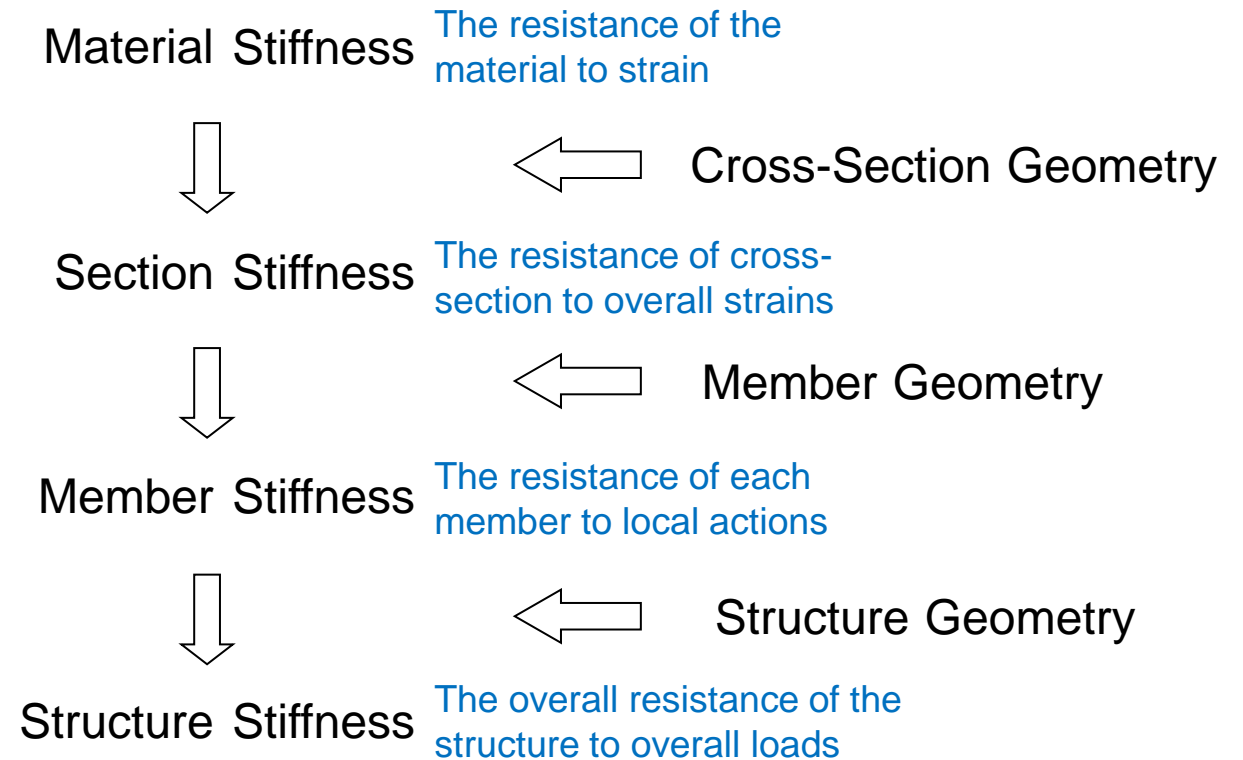 Material Stiffness
The resistance of the
material to strain
Cross-Section Geometry
Section Stiffness
The resistance of cross-
section to overall strains
Member Geometry
Member Stiffness
The resistance of each
member to local actions
Structure Geometry
Structure Stiffness
The overall resistance of the
structure to overall loads